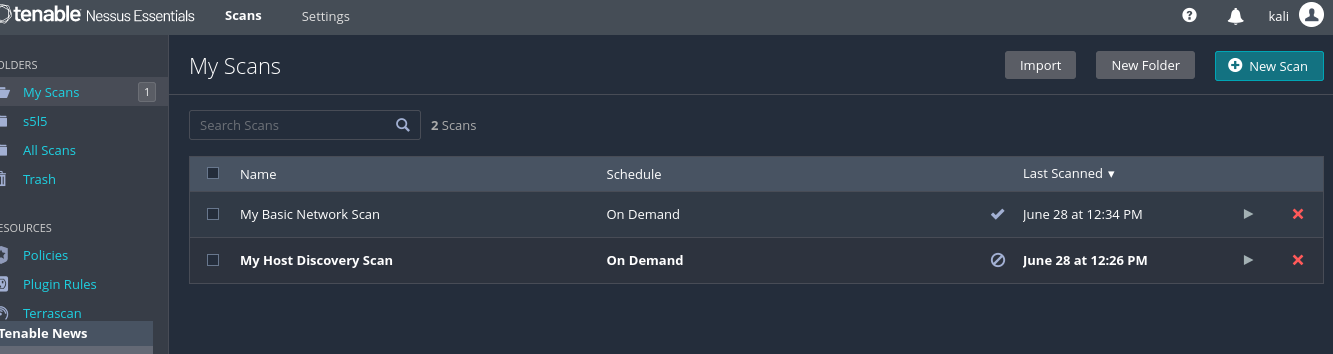 tenable Nessus Essentials Scans Settings kali
OLDERS
My Scans 1
s5l5
All Scans
Trash
ESOURCES
Policies
Plugin Rules
Terrascan
Tenable News
My Scans Import New Folder New Scan
Search Scans 2 Scans
Name Schedule Last Scanned ▼
My Basic Network Scan On Demand June 28 at 12:34 PM
My Host Discovery Scan On Demand June 28 at 12:26 PM